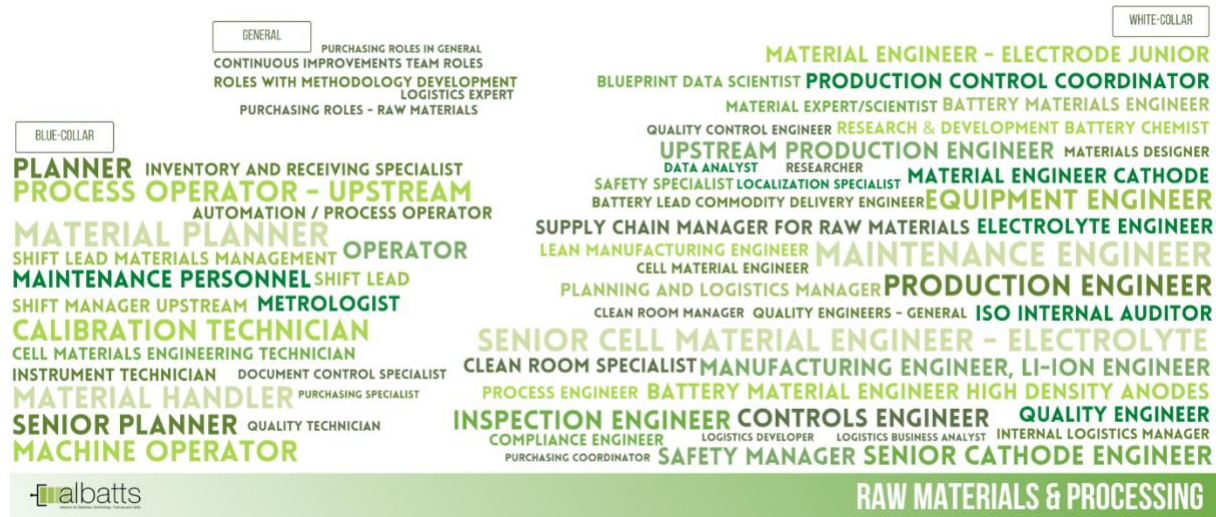 GENERAL
PURCHASING ROLES IN GENERAL
CONTINUOUS IMPROVEMENTS TEAM ROLES
ROLES WITH METHODOLOGY DEVELOPMENT
LOGISTICS EXPERT
PURCHASING ROLES - RAW MATERIALS
BLUE-COLLAR
PLANNER INVENTORY AND RECEIVING SPECIALIST
PROCESS OPERATOR - UPSTREAM
AUTOMATION / PROCESS OPERATOR
MATERIAL PLANNER
SHIFT LEAD MATERIALS MANAGEMENT OPERATOR
MAINTENANCE PERSONNEL SHIFT LEAD
SHIFT MANAGER UPSTREAM METROLOGIST
CALIBRATION TECHNICIAN
CELL MATERIALS ENGINEERING TECHNICIAN
INSTRUMENT TECHNICIAN DOCUMENT CONTROL SPECIALIST
MATERIAL HANDLER PURCHASING SPECIALIST
SENIOR PLANNER QUALITY TECHNICIAN
MACHINE OPERATOR
WHITE-COLLAR
MATERIAL ENGINEER - ELECTRODE JUNIOR
BLUEPRINT DATA SCIENTIST PRODUCTION CONTROL COORDINATOR
MATERIAL EXPERT/SCIENTIST BATTERY MATERIALS ENGINEER
QUALITY CONTROL ENGINEER RESEARCH & DEVELOPMENT BATTERY CHEMIST
UPSTREAM PRODUCTION ENGINEER MATERIALS DESIGNER
DATA ANALYST RESEARCHER MATERIAL ENGINEER CATHODE
SAFETY SPECIALIST LOCALIZATION SPECIALIST
BATTERY LEAD COMMODITY DELIVERY ENGINEER EQUIPMENT ENGINEER
SUPPLY CHAIN MANAGER FOR RAW MATERIALS ELECTROLYTE ENGINEER
LEAN MANUFACTURING ENGINEER MAINTENANCE ENGINEER
CELL MATERIAL ENGINEER
PLANNING AND LOGISTICS MANAGER PRODUCTION ENGINEER
CLEAN ROOM MANAGER QUALITY ENGINEERS - GENERAL ISO INTERNAL AUDITOR
SENIOR CELL MATERIAL ENGINEER - ELECTROLYTE
CLEAN ROOM SPECIALIST MANUFACTURING ENGINEER, LI-ION ENGINEER
PROCESS ENGINEER BATTERY MATERIAL ENGINEER HIGH DENSITY ANODES
INSPECTION ENGINEER CONTROLS ENGINEER QUALITY ENGINEER
COMPLIANCE ENGINEER LOGISTICS DEVELOPER LOGISTICS BUSINESS ANALYST INTERNAL LOGISTICS MANAGER
PURCHASING COORDINATOR SAFETY MANAGER SENIOR CATHODE ENGINEER
albatts
Alliance for Batteries Technology, Training and Skills
RAW MATERIALS & PROCESSING